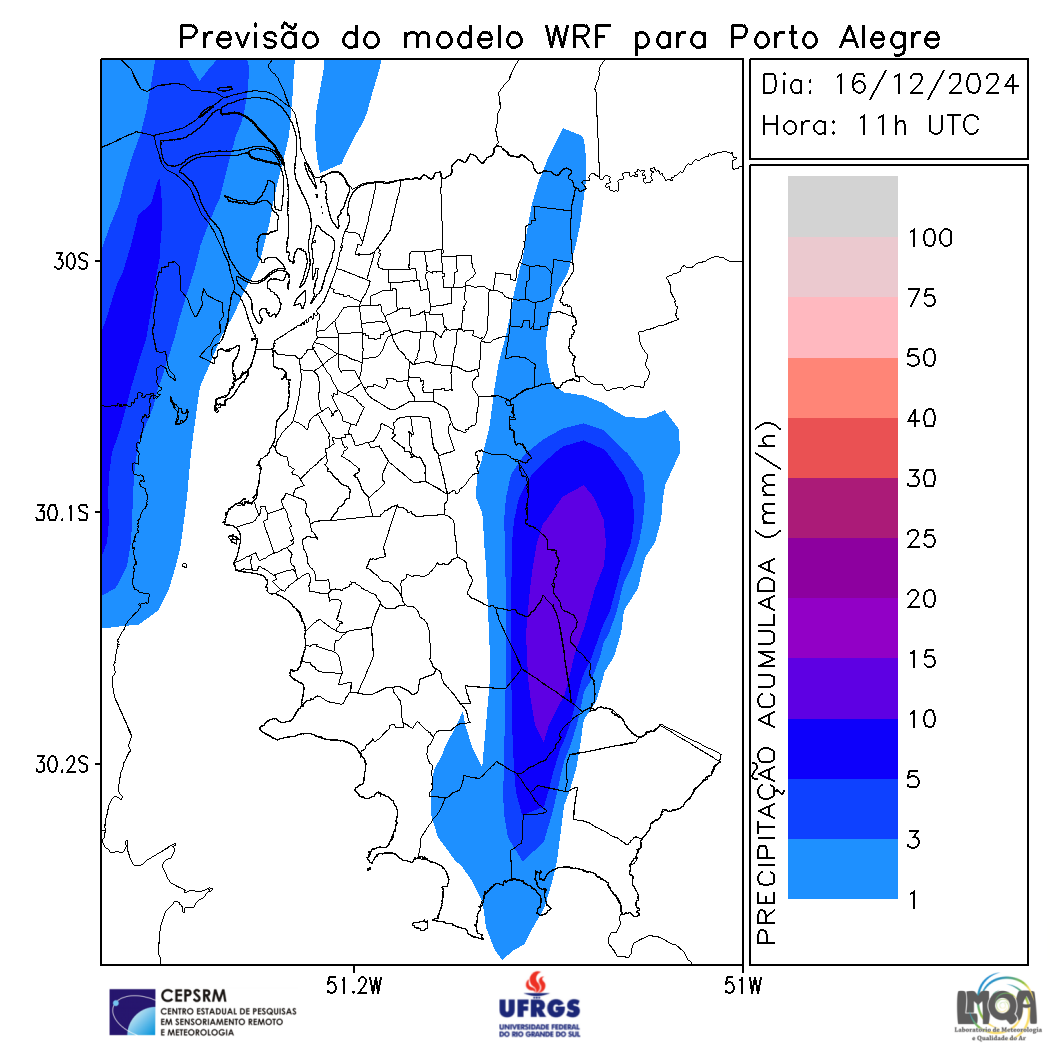 Previsão do modelo WRF para Porto Alegre
Dia: 16/12/2024
Hora: 11h UTC
30S
30.1S
30.2S
51.2W
51W
PRECIPITAÇÃO ACUMULADA (mm/h)
100
75
50
40
30
25
20
15
10
5
3
1
CEPSRM
CENTRO ESTADUAL DE PESQUISAS
EM SENSORIAMENTO REMOTO
E METEOROLOGIA
UFRGS
UNIVERSIDADE FEDERAL
DO RIO GRANDE DO SUL
LMQA
Laboratório de Meteorologia
e Qualidade do Ar